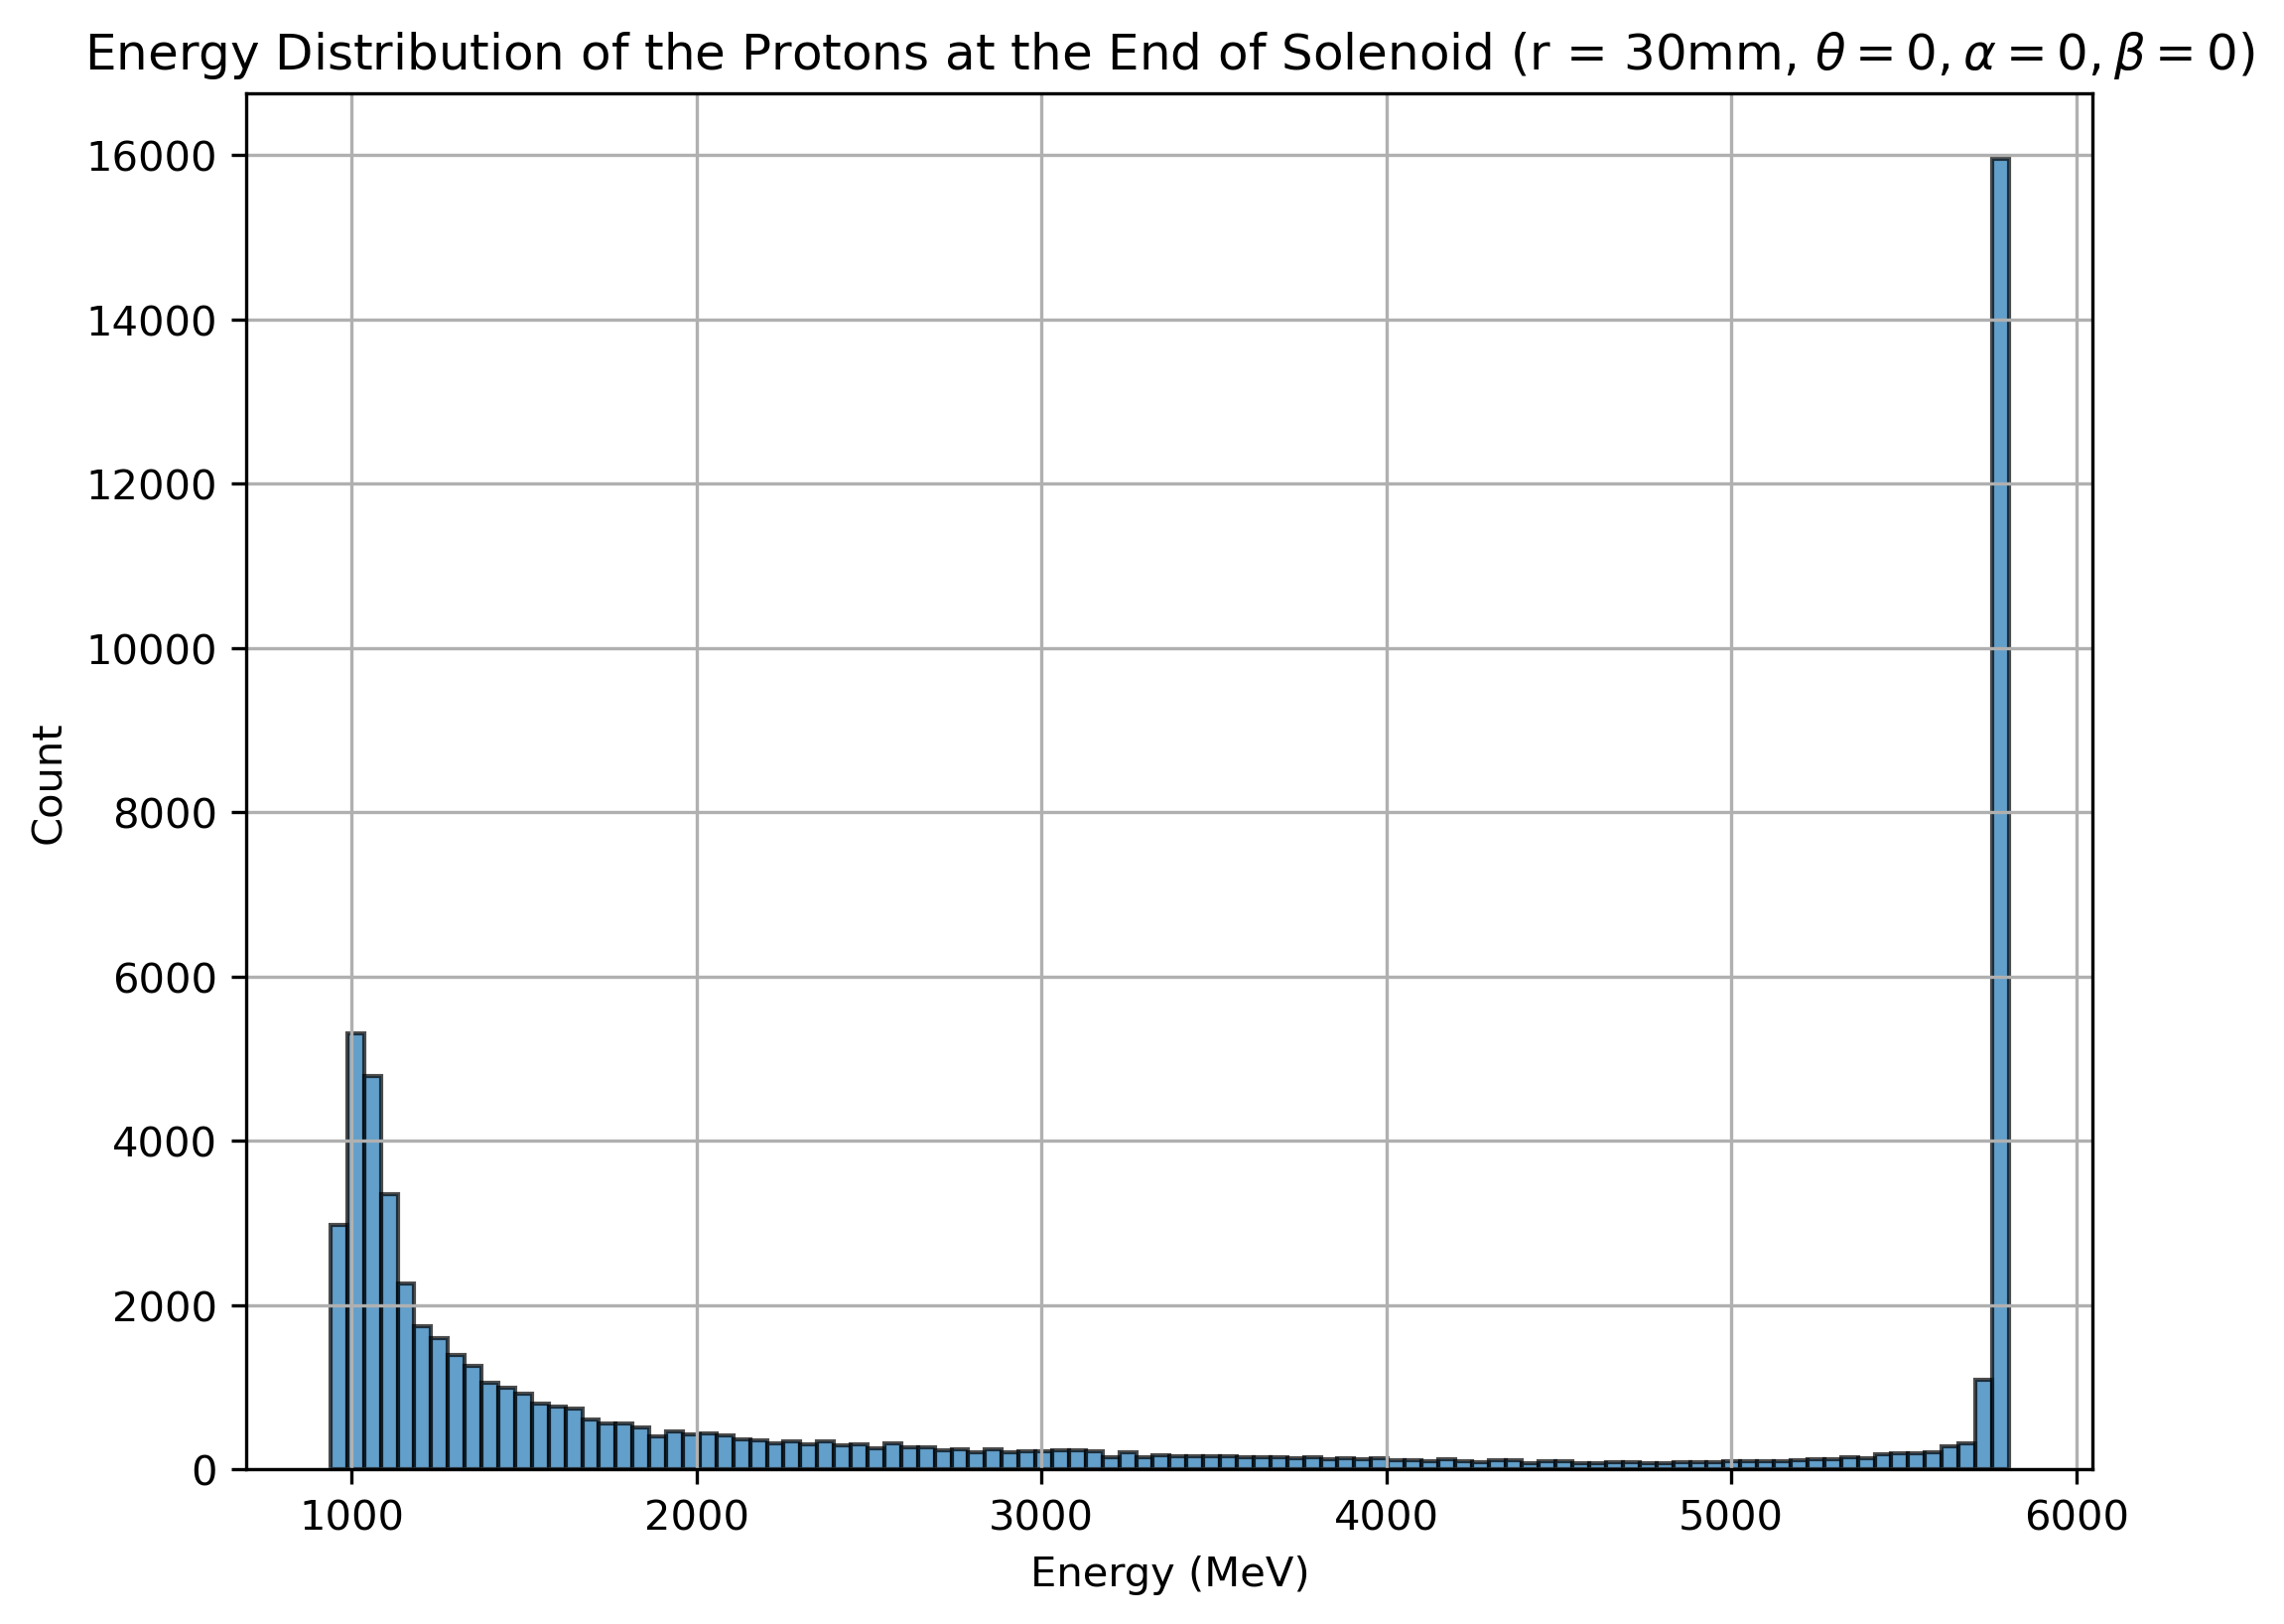 Energy Distribution of the Protons at the End of Solenoid (r = 30mm, θ = 0, α = 0, β = 0)
16000
14000
12000
10000
8000
6000
4000
2000
0
Count
1000 2000 3000 4000 5000 6000
Energy (MeV)